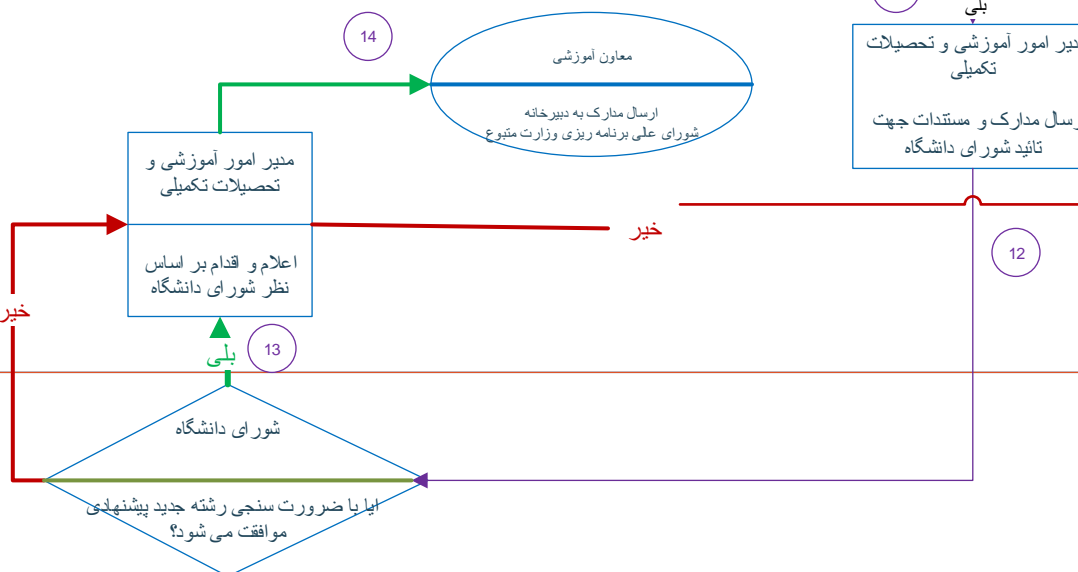 بلی
دیر امور آموزشی و تحصیلات
تکمیلی
رسال مدارک و مستندات جهت
تائید شورای دانشگاه
12
14
معاون آموزشی
ارسال مدارک به دبیرخانه
شورای عالی برنامه ریزی وزارت متبوع
مدیر امور آموزشی و
تحصیلات تکمیلی
اعلام و اقدام بر اساس
نظر شورای دانشگاه
خیر
خیر
بلی
13
شورای دانشگاه
ایا با ضرورت سنجی رشته جدید پیشنهادی
موافقت می شود؟